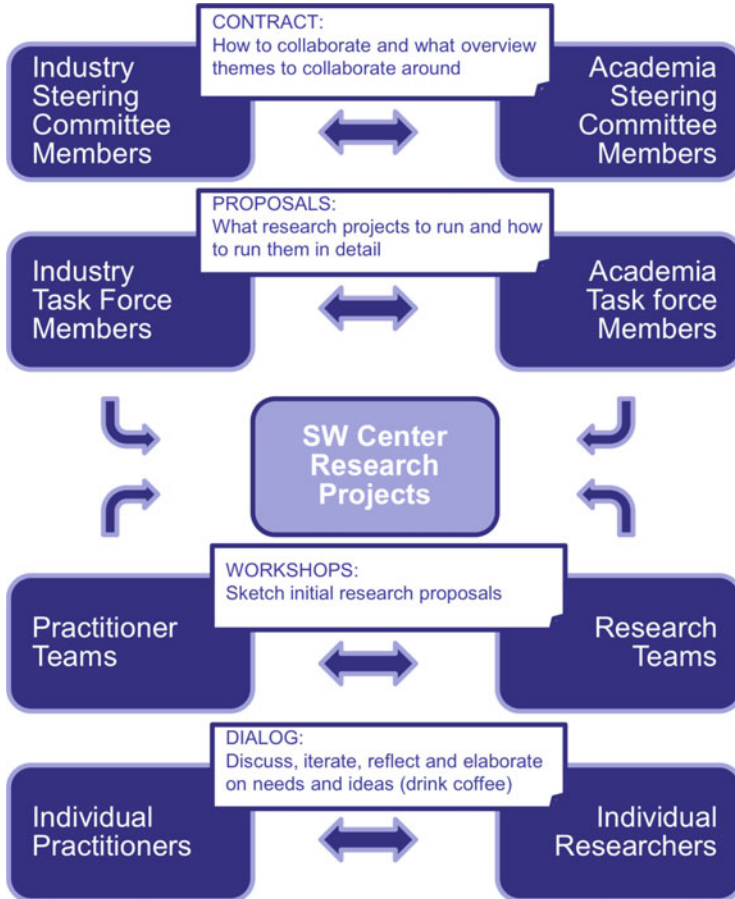 CONTRACT:
How to collaborate and what overview
themes to collaborate around
Industry
Steering
Committee
Members
Academia
Steering
Committee
Members
PROPOSALS:
What research projects to run and how
to run them in detail
Industry
Task Force
Members
Academia
Task force
Members
SW Center
Research
Projects
WORKSHOPS:
Sketch initial research proposals
Practitioner
Teams
Research
Teams
DIALOG:
Discuss, iterate, reflect and elaborate
on needs and ideas (drink coffee)
Individual
Practitioners
Individual
Researchers